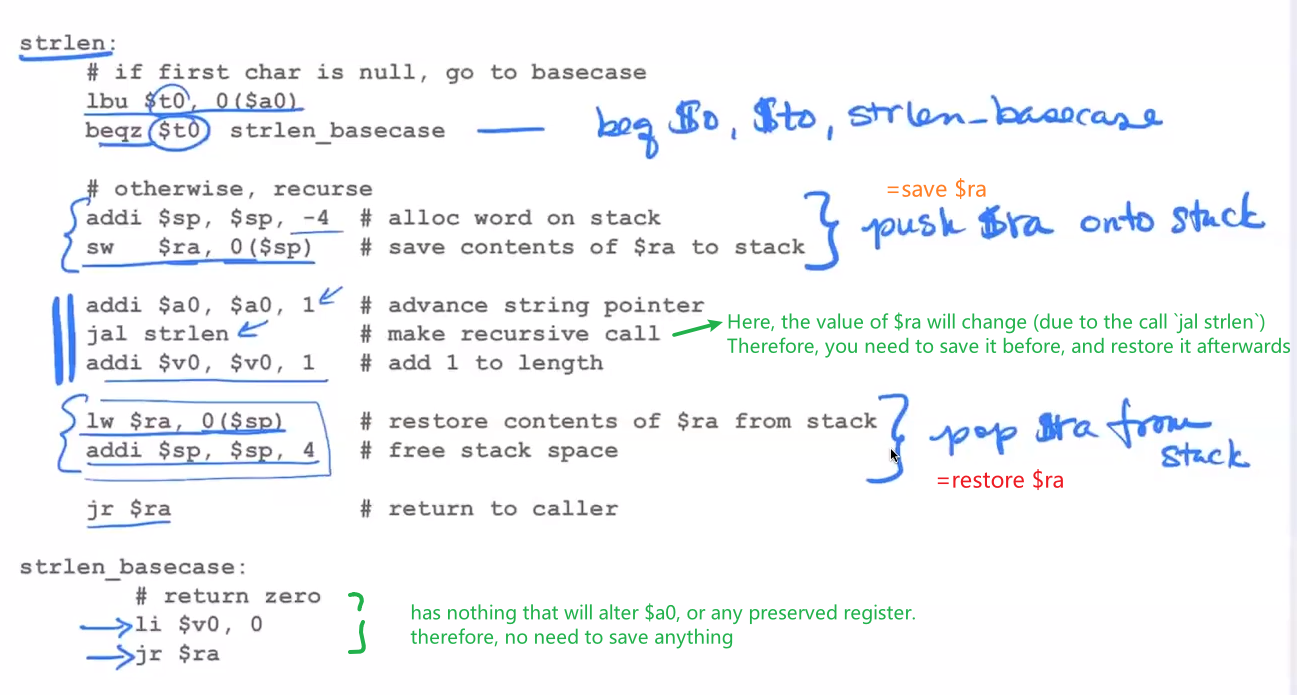 strlen:
# if first char is null, go to basecase
lbu $t0, 0($a0)
beqz $t0 strlen_basecase — beq $0, $t0, strlen_basecase
# otherwise, recurse
=save $ra
addi $sp, $sp, -4 # alloc word on stack
push $ra onto stack
sw $ra, 0($sp) # save contents of $ra to stack
addi $a0, $a0, 1 # advance string pointer
Here, the value of $ra will change (due to the call `jal strlen`)
jal strlen # make recursive call
Therefore, you need to save it before, and restore it afterwards
addi $v0, $v0, 1 # add 1 to length
lw $ra, 0($sp) # restore contents of $ra from stack
pop $ra from
stack
addi $sp, $sp, 4 # free stack space
=restore $ra
jr $ra # return to caller
strlen_basecase:
# return zero
has nothing that will alter $a0, or any preserved register.
li $v0, 0
therefore, no need to save anything
jr $ra